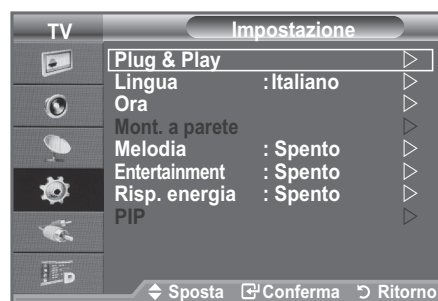 TV Impostazione
Plug & Play
Lingua : Italiano
Ora
Mont. a parete
Melodia : Spento
Entertainment : Spento
Risp. energia : Spento
PIP
Sposta Conferma Ritorno